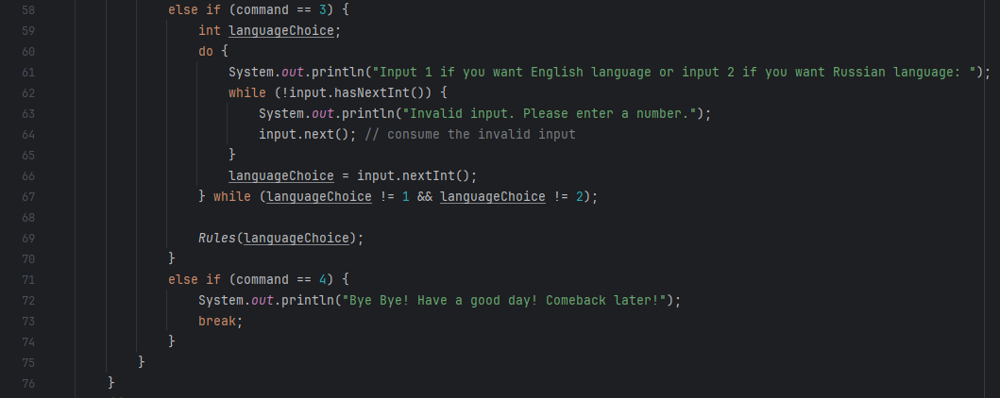 58 else if (command == 3) {
59 int languageChoice;
60 do {
61 System.out.println("Input 1 if you want English language or input 2 if you want Russian language: ");
62 while (!input.hasNextInt()) {
63 System.out.println("Invalid input. Please enter a number.");
64 input.next(); // consume the invalid input
65 }
66 languageChoice = input.nextInt();
67 } while (languageChoice != 1 && languageChoice != 2);
68
69 Rules(languageChoice);
70 }
71 else if (command == 4) {
72 System.out.println("Bye Bye! Have a good day! Comeback later!");
73 break;
74 }
75 }
76 }